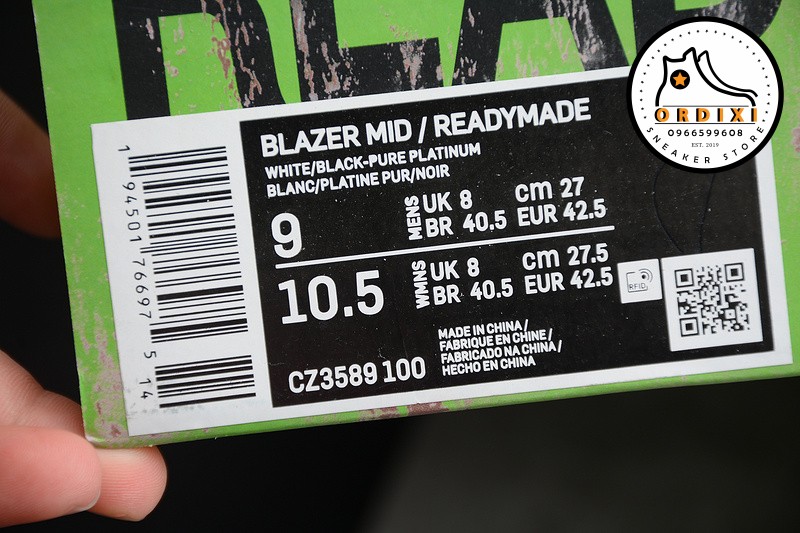 ORDIXI
0966599608
EST. 2019
SNEAKER STORE
BLAZER MID / READYMADE
WHITE/BLACK-PURE PLATINUM
BLANC/PLATINE PUR/NOIR
9
MENS
UK 8 cm 27
BR 40.5 EUR 42.5
10.5
WMNS
UK 8 cm 27.5
BR 40.5 EUR 42.5
RFID
MADE IN CHINA/
FABRIQUE EN CHINE/
FABRICADO NA CHINA/
HECHO EN CHINA
CZ3589 100
1 94501 76697 5 14